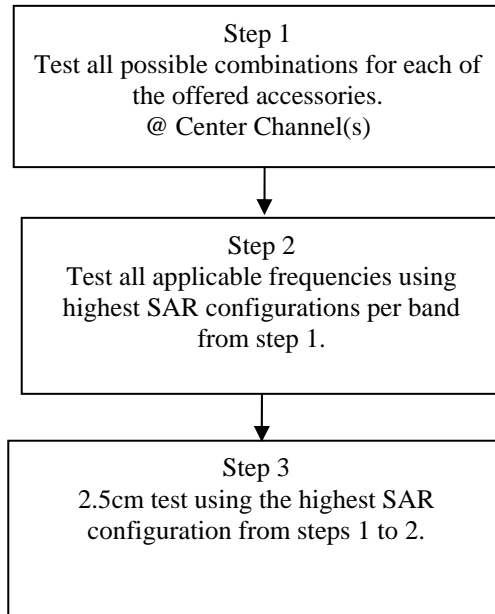 Step 1
Test all possible combinations for each of
the offered accessories.
@ Center Channel(s)
Step 2
Test all applicable frequencies using
highest SAR configurations per band
from step 1.
Step 3
2.5cm test using the highest SAR
configuration from steps 1 to 2.